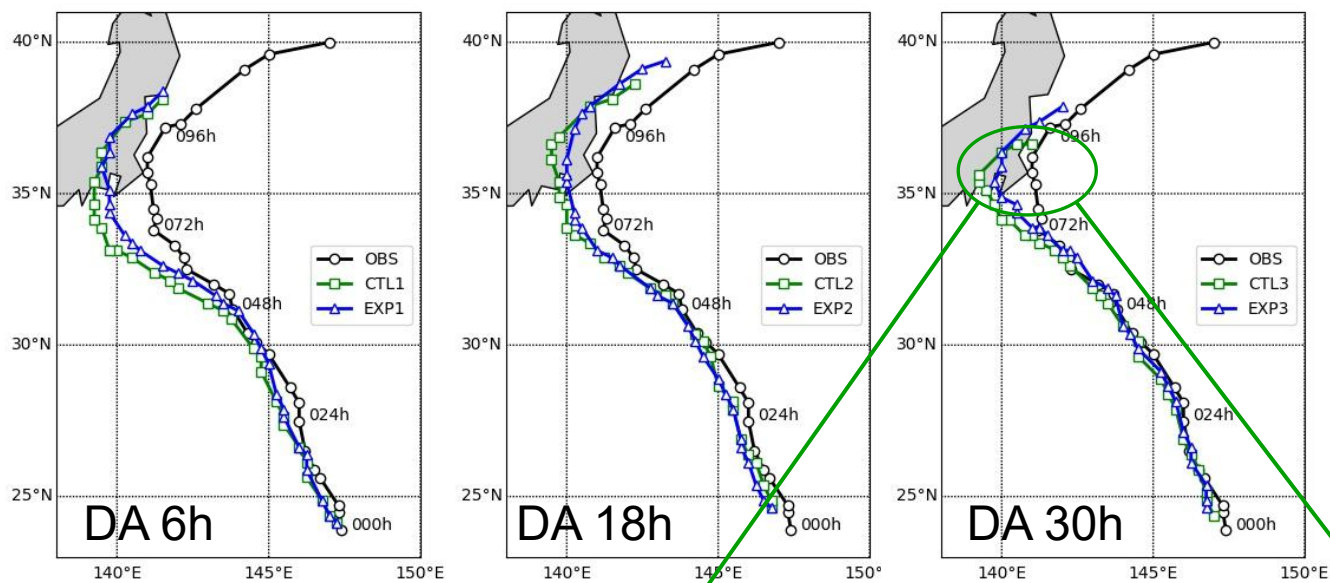 40°N
35°N
30°N
25°N
096h
072h
048h
024h
000h
OBS
CTL1
EXP1
DA 6h
140°E
145°E
150°E
40°N
35°N
30°N
25°N
096h
072h
048h
024h
000h
OBS
CTL2
EXP2
DA 18h
140°E
145°E
150°
40°N
35°N
30°N
25°N
096h
072h
048h
024h
000h
OBS
CTL3
EXP3
DA 30h
140°E
145°E
150°E